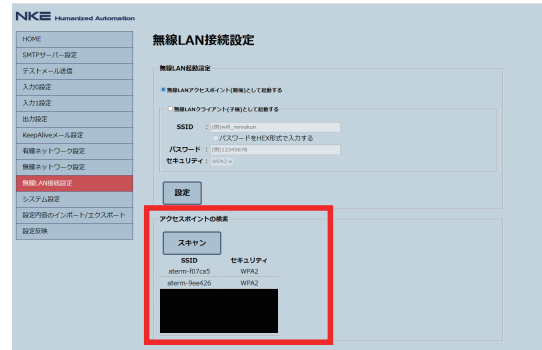 NKE Humanized Automation
HOME
SMTPサーバー設定
テストメール送信
入力0設定
入力1設定
出力設定
KeepAliveメール設定
有線ネットワーク設定
無線ネットワーク設定
無線LAN接続設定
システム設定
設定内容のインポート/エクスポート
設定反映
無線LAN接続設定
無線LAN起動設定
無線LANアクセスポイント(親機)として起動する
無線LANクライアント(子機)として起動する
SSID : (例)wifi_renrakun
パスワードをHEX形式で入力する
パスワード : (例)12345678
セキュリティ : WPA2
設定
アクセスポイントの検索
スキャン
SSID セキュリティ
aterm-f07ca5 WPA2
aterm-9ee426 WPA2